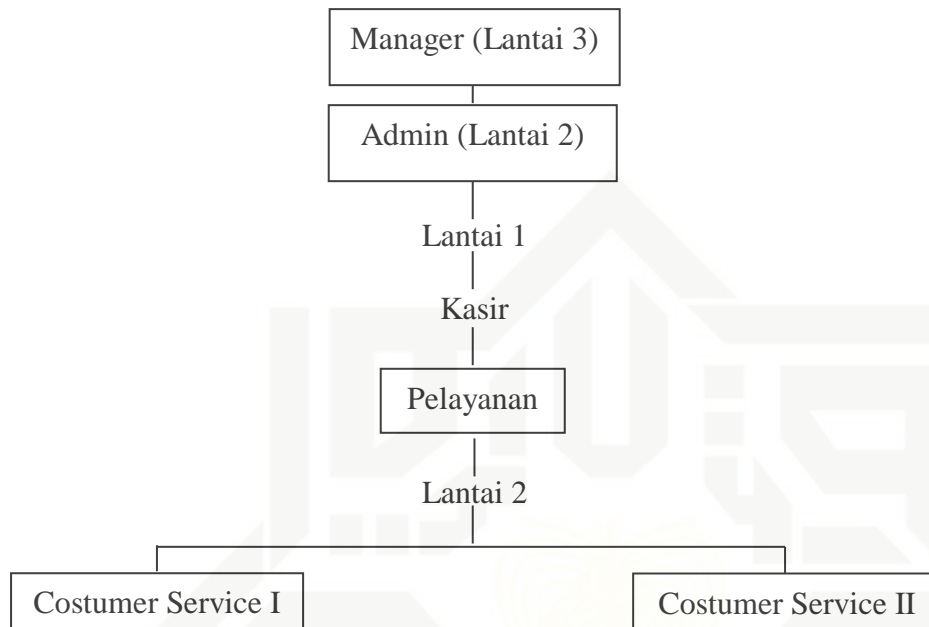 Manager (Lantai 3)
Admin (Lantai 2)
Lantai 1
Kasir
Pelayanan
Lantai 2
Costumer Service I
Costumer Service II